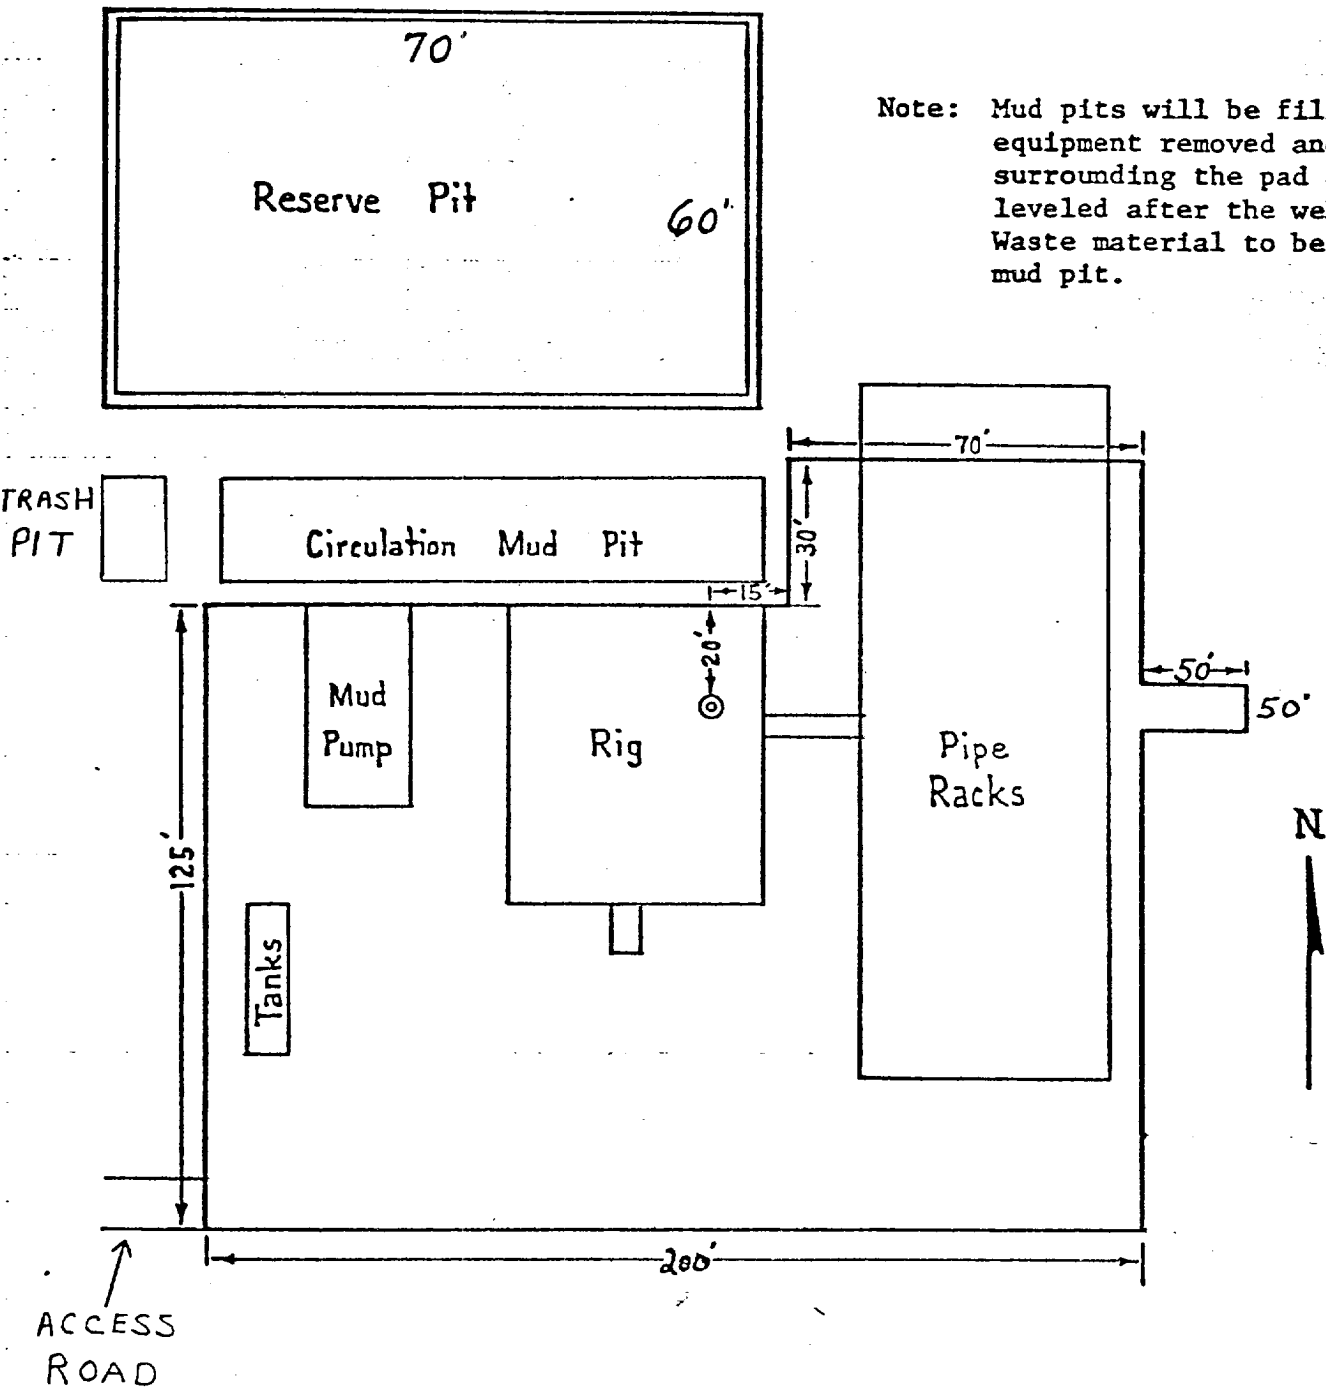 70'
Reserve Pit
60'
Note: Mud pits will be fil
equipment removed an
surrounding the pad
leveled after the we
Waste material to be
mud pit.
70'
TRASH
PIT
Circulation Mud Pit
30'
15'
20'
Mud
Pump
Rig
Pipe
Racks
50'
50'
N
125'
Tanks
200'
ACCESS
ROAD